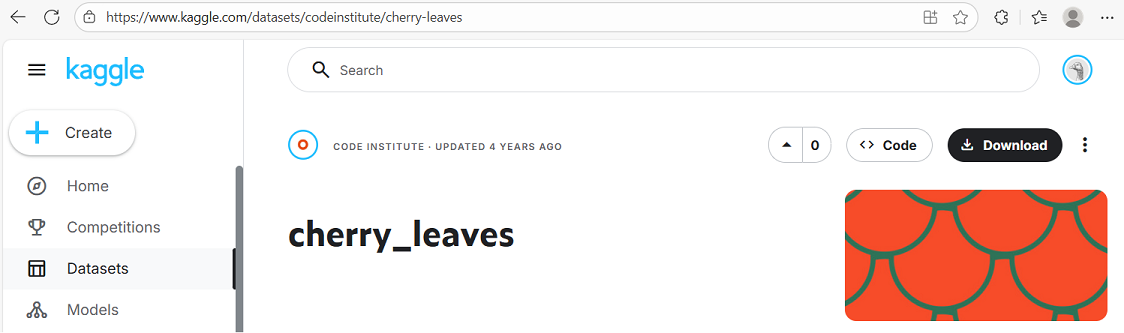 https://www.kaggle.com/datasets/codeinstitute/cherry-leaves
kaggle
Search
Create
CODE INSTITUTE · UPDATED 4 YEARS AGO
0
Code
Download
Home
Competitions
Datasets
Models
cherry_leaves